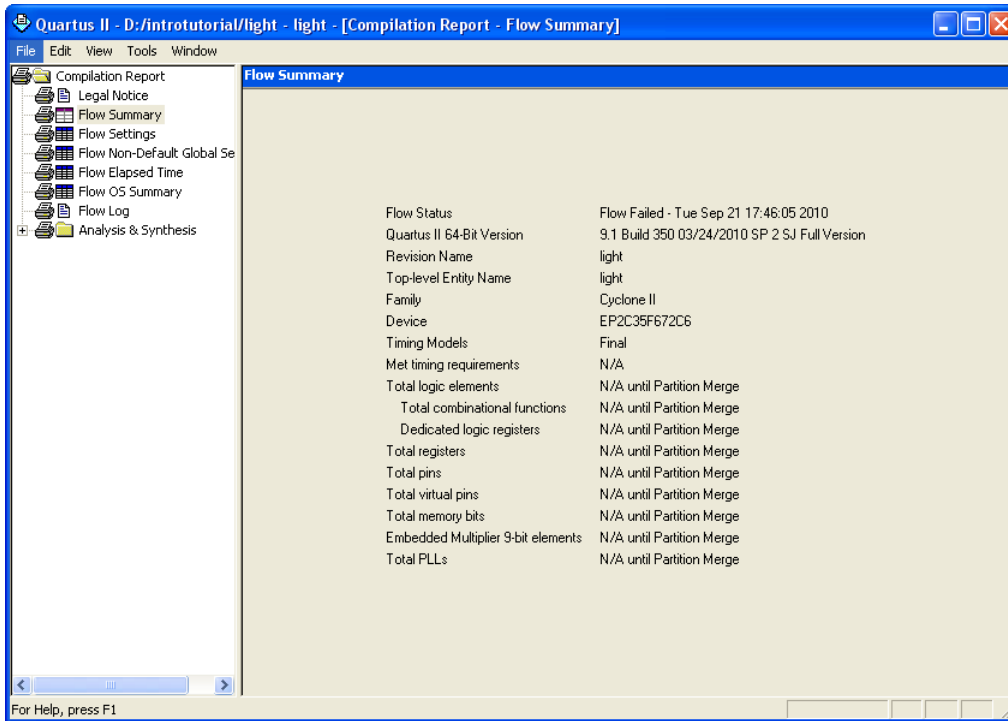 Quartus II - D:/introtutorial/light - light - [Compilation Report - Flow Summary]
File Edit View Tools Window
Compilation Report
Legal Notice
Flow Summary
Flow Settings
Flow Non-Default Global Se
Flow Elapsed Time
Flow OS Summary
Flow Log
Analysis & Synthesis
Flow Summary
Flow Status Flow Failed - Tue Sep 21 17:46:05 2010
Quartus II 64-Bit Version 9.1 Build 350 03/24/2010 SP 2 SJ Full Version
Revision Name light
Top-level Entity Name light
Family Cyclone II
Device EP2C35F672C6
Timing Models Final
Met timing requirements N/A
Total logic elements N/A until Partition Merge
Total combinational functions N/A until Partition Merge
Dedicated logic registers N/A until Partition Merge
Total registers N/A until Partition Merge
Total pins N/A until Partition Merge
Total virtual pins N/A until Partition Merge
Total memory bits N/A until Partition Merge
Embedded Multiplier 9-bit elements N/A until Partition Merge
Total PLLs N/A until Partition Merge
For Help, press F1